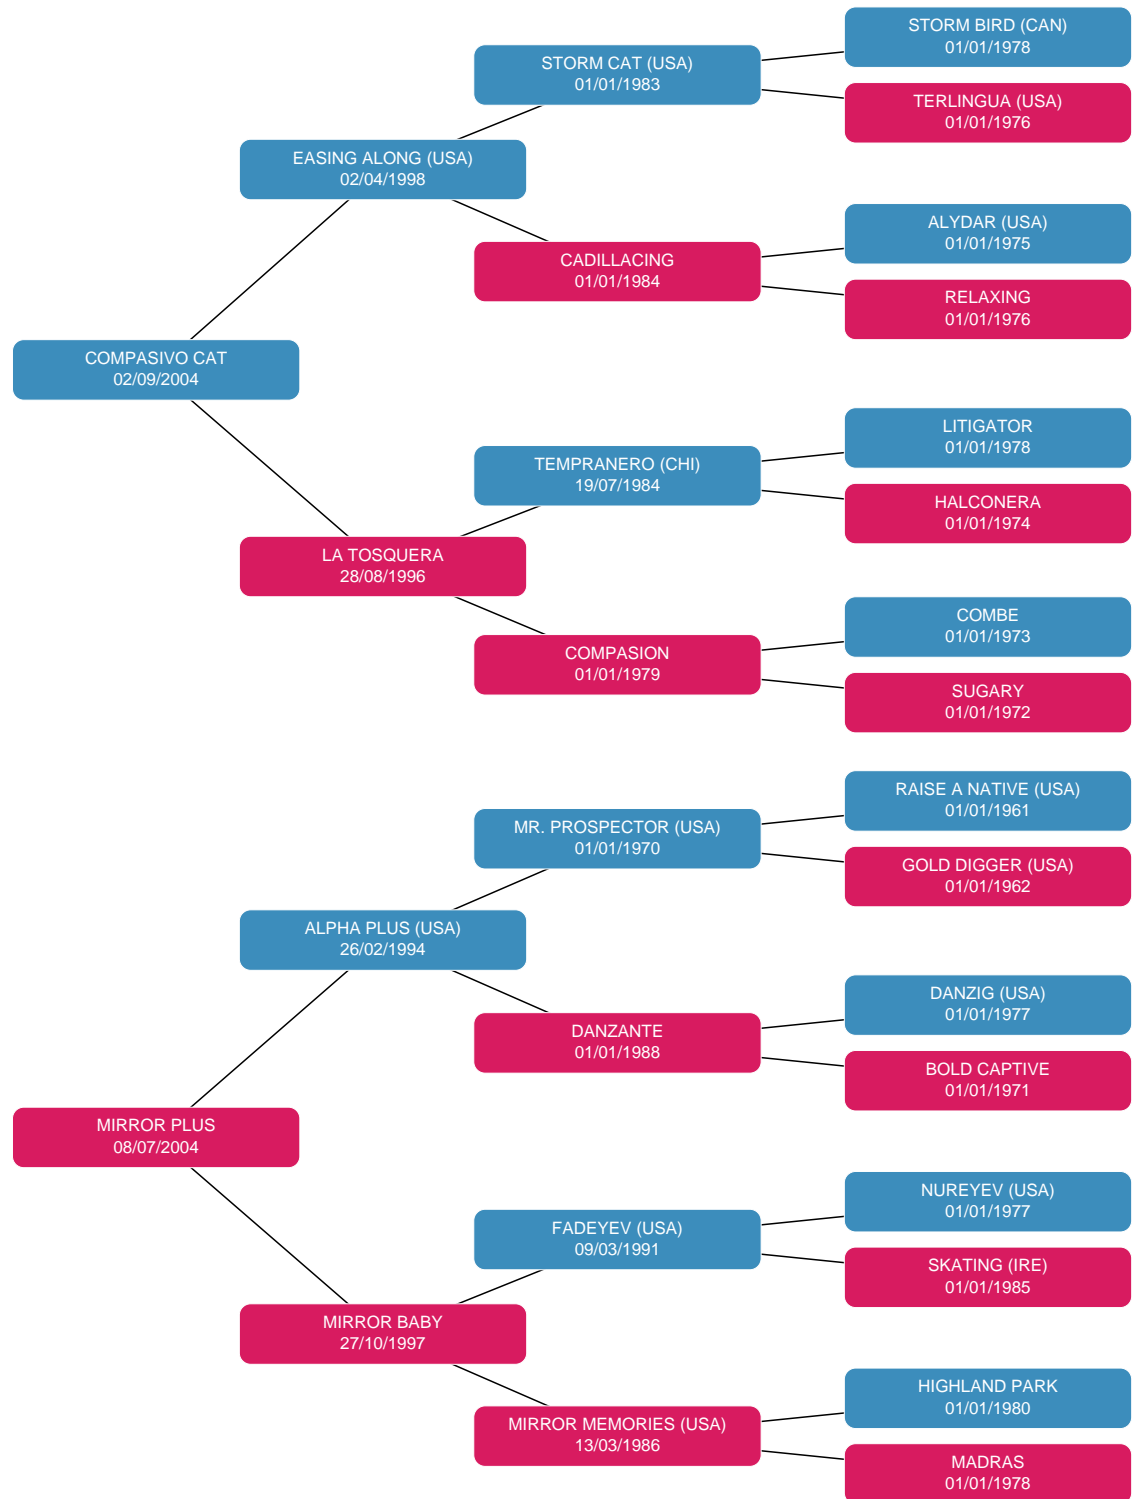 STORM BIRD (CAN)
01/01/1978
STORM CAT (USA)
01/01/1983
TERLINGUA (USA)
01/01/1976
EASING ALONG (USA)
02/04/1998
ALYDAR (USA)
01/01/1975
CADILLACING
01/01/1984
RELAXING
01/01/1976
COMPASIVO CAT
02/09/2004
LITIGATOR
01/01/1978
TEMPRANERO (CHI)
19/07/1984
HALCONERA
01/01/1974
LA TOSQUERA
28/08/1996
COMBE
01/01/1973
COMPASION
01/01/1979
SUGARY
01/01/1972
RAISE A NATIVE (USA)
01/01/1961
MR. PROSPECTOR (USA)
01/01/1970
GOLD DIGGER (USA)
01/01/1962
ALPHA PLUS (USA)
26/02/1994
DANZIG (USA)
01/01/1977
DANZANTE
01/01/1988
BOLD CAPTIVE
01/01/1971
MIRROR PLUS
08/07/2004
NUREYEV (USA)
01/01/1977
FADEYEV (USA)
09/03/1991
SKATING (IRE)
01/01/1985
MIRROR BABY
27/10/1997
HIGHLAND PARK
01/01/1980
MIRROR MEMORIES (USA)
13/03/1986
MADRAS
01/01/1978